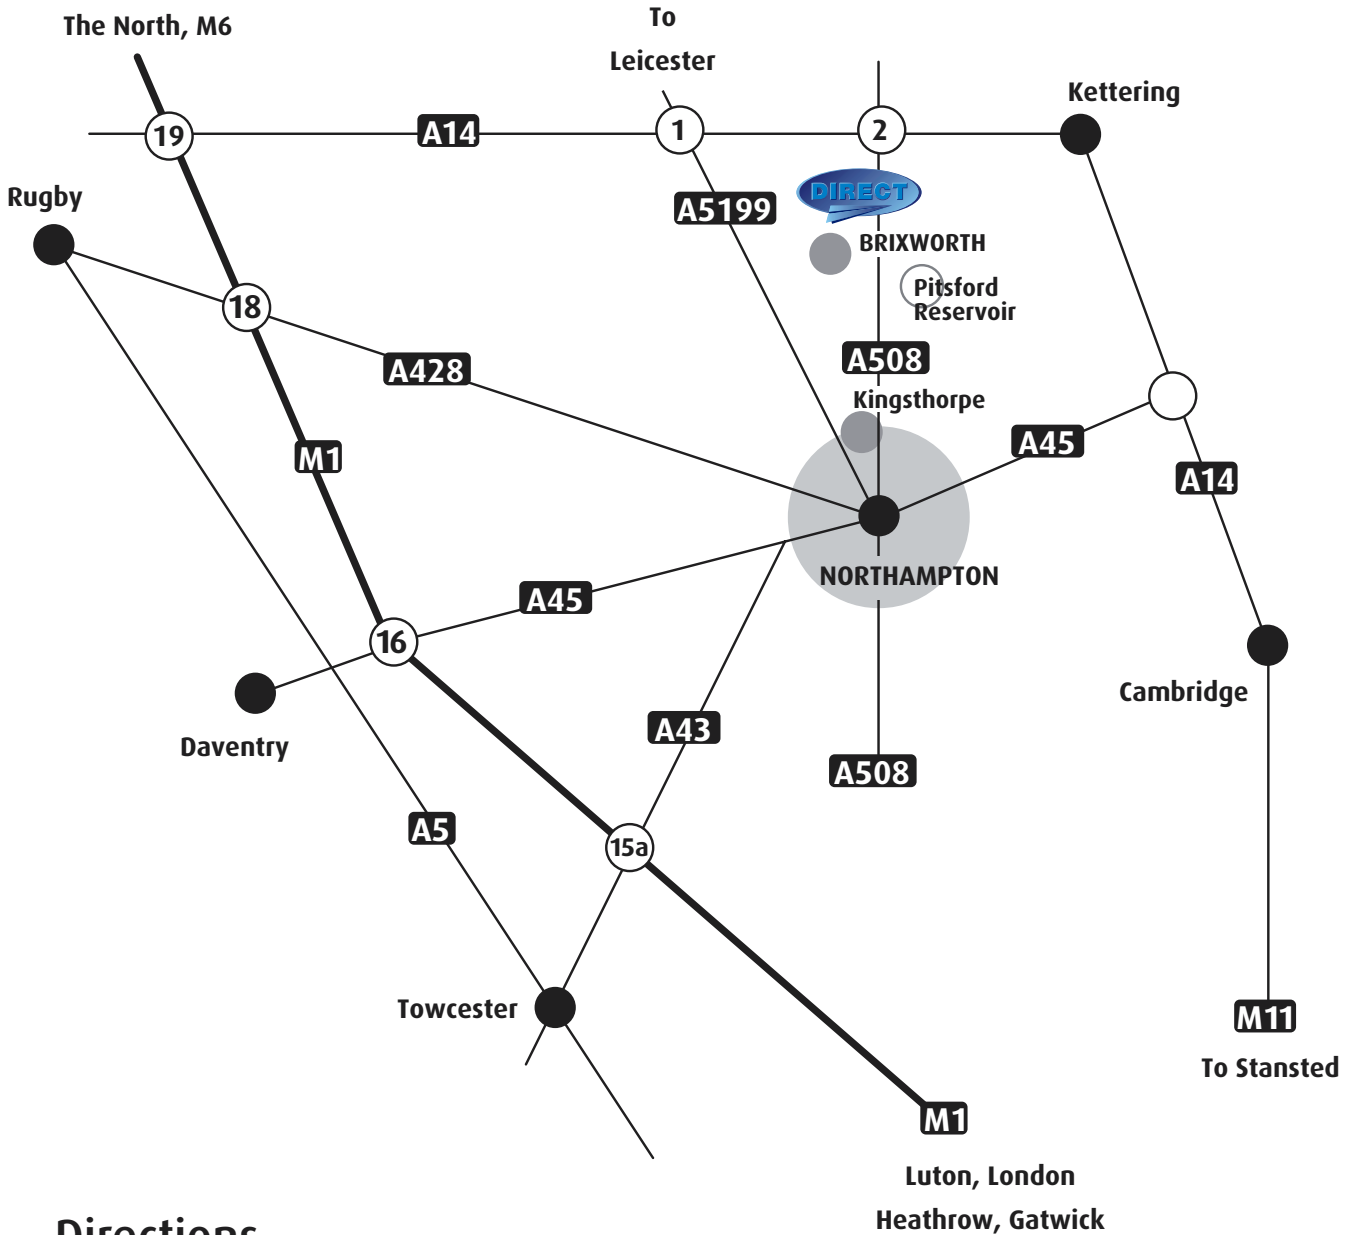 The North, M6
To
Leicester
Kettering
19
A14
1
2
Rugby
DIRECT
A5199
BRIXWORTH
Pitsford
Reservoir
18
A428
A508
Kingsthorpe
A45
M1
A14
NORTHAMPTON
A45
16
Cambridge
Daventry
A43
A508
A5
15a
Towcester
M11
To Stansted
M1
Luton, London
Heathrow, Gatwick
Directions